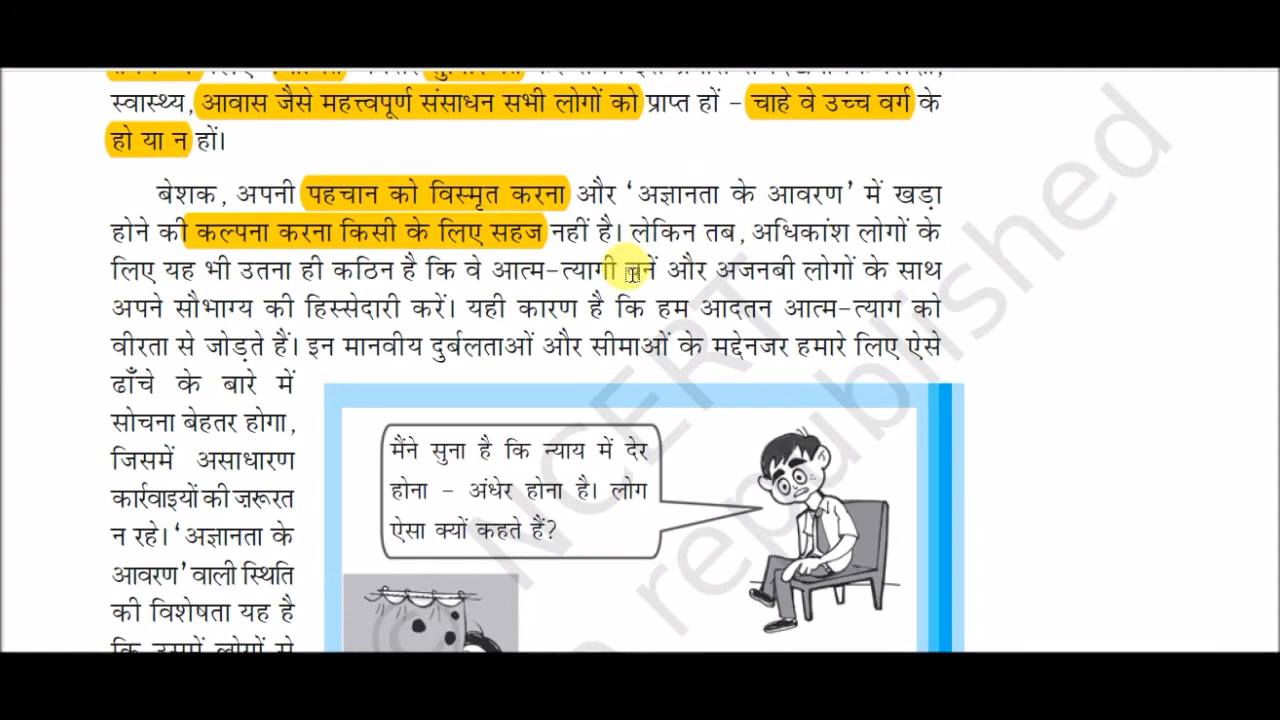 स्वास्थ्य, आवास जैसे महत्त्वपूर्ण संसाधन सभी लोगों को प्राप्त हों – चाहे वे उच्च वर्ग के
हो या न हों।
बेशक, अपनी पहचान को विस्मृत करना और 'अज्ञानता के आवरण' में खड़ा
होने की कल्पना करना किसी के लिए सहज नहीं है। लेकिन तब, अधिकांश लोगों के
लिए यह भी उतना ही कठिन है कि वे आत्म-त्यागी बनें और अजनबी लोगों के साथ
अपने सौभाग्य की हिस्सेदारी करें। यही कारण है कि हम आदतन आत्म-त्याग को
वीरता से जोड़ते हैं। इन मानवीय दुर्बलताओं और सीमाओं के मद्देनजर हमारे लिए ऐसे
ढाँचे के बारे में
सोचना बेहतर होगा,
जिसमें असाधारण
कार्रवाइयों की ज़रूरत
न रहे। 'अज्ञानता के
आवरण' वाली स्थिति
की विशेषता यह है
कि उसमें लोगों से
मैंने सुना है कि न्याय में देर
होना – अंधेर होना है। लोग
ऐसा क्यों कहते हैं?
© NCERT
republished